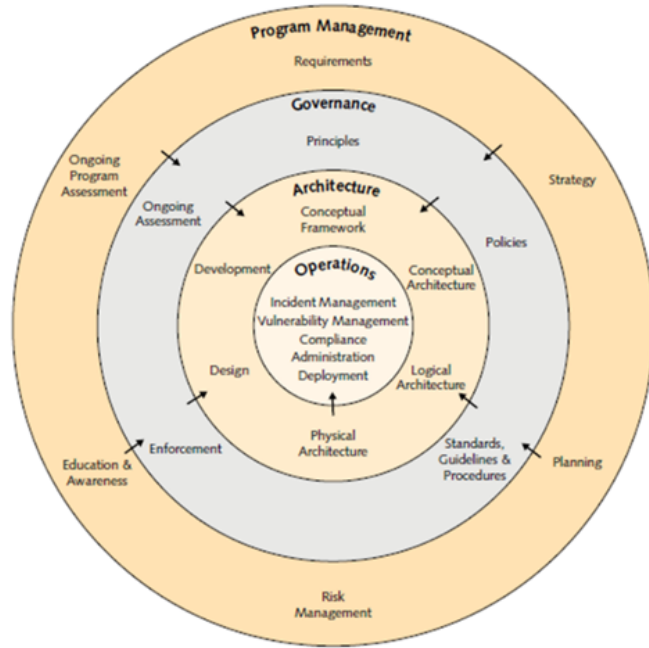 Program Management
Requirements
Governance
Principles
Ongoing
Program
Assessment
Strategy
Architecture
Ongoing
Assessment
Conceptual
Framework
Policies
Operations
Development
Conceptual
Architecture
Incident Management
Vulnerability Management
Compliance
Administration
Deployment
Design
Logical
Architecture
Physical
Architecture
Enforcement
Standards,
Guidelines &
Procedures
Education &
Awareness
Planning
Risk
Management